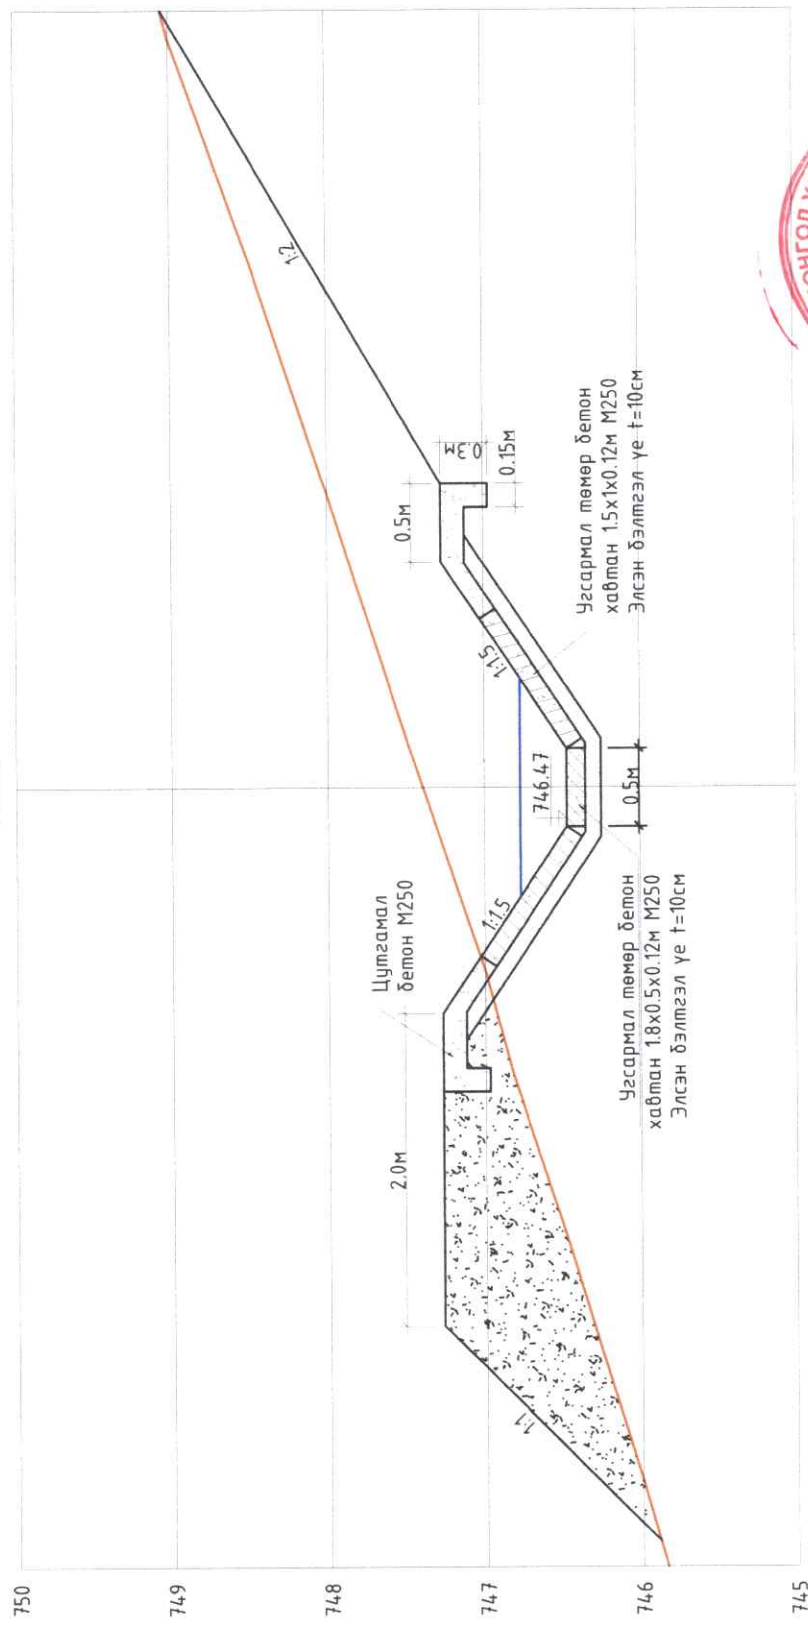 750
749
748
747
746
745
1:2
0.5м
0.3м
0.15м
1:1.5
Угсармал төмөр бетон
хавтан 1.5х1х0.12м М250
Элсэн бэлтгэл үе t=10см
746.47
0.5м
Цутгамал
бетон М250
1:1.5
2.0м
1:1
Угсармал төмөр бетон
хавтан 1.8х0.5х0.12м М250
Элсэн бэлтгэл үе t=10см